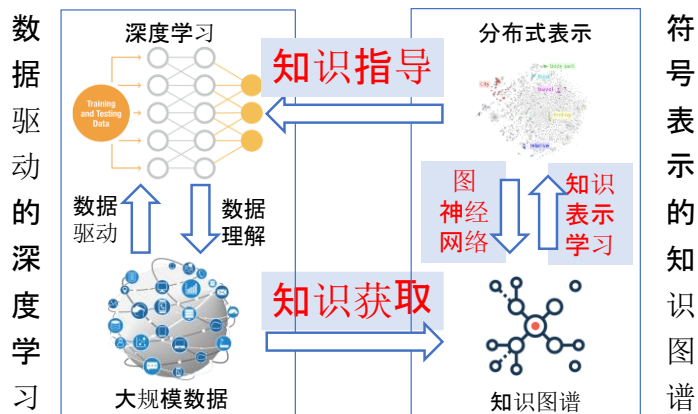 数据驱动的深度学习
深度学习
Training
and Testing
Data
数据
驱动
数据
理解
大规模数据
知识指导
知识获取
分布式表示
图
神经
网络
知识
表示
学习
知识图谱
符号表示的知识图谱